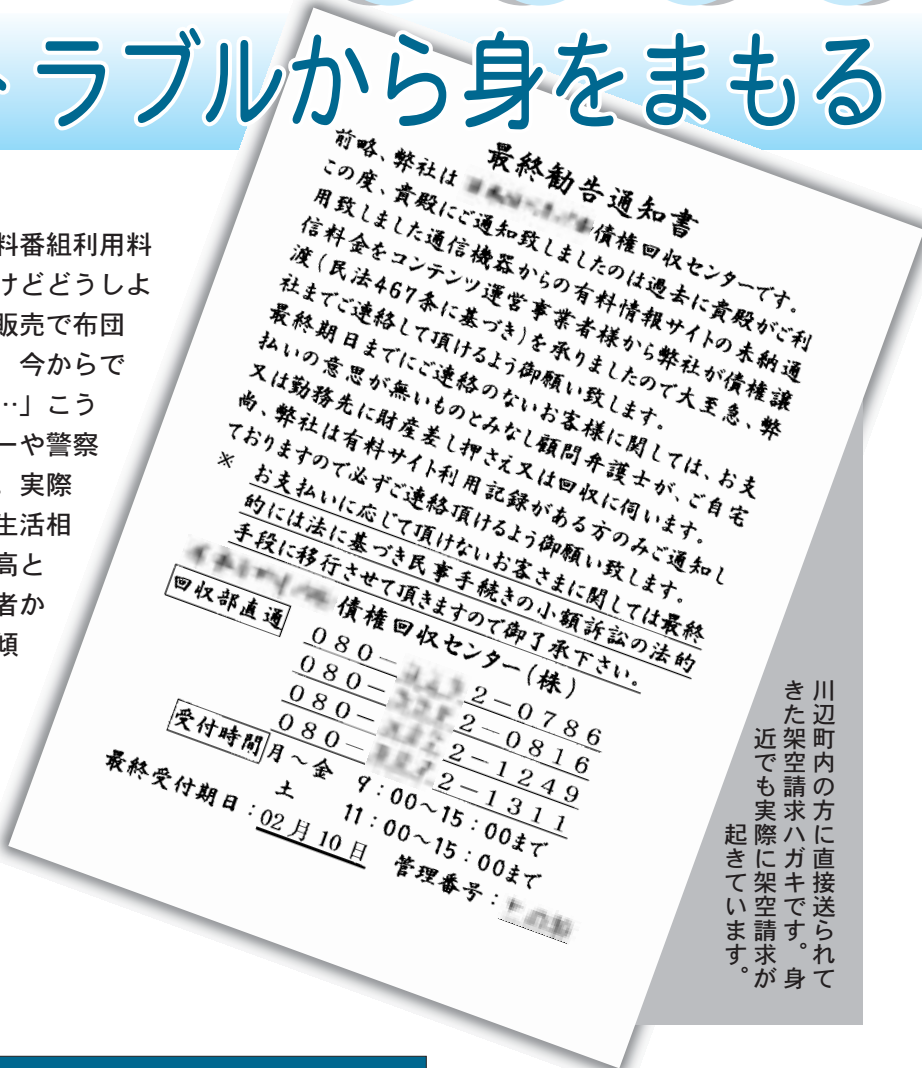 トラブルから身をまもる
料番組利用料
けどどうしよ
販売で布団
今からで
…」こう
ーや警察
実際
生活相
高と
者か
頃
最終勧告通知書
前略、弊社は債権回収センターです。
この度、貴殿にご通知致しましたのは過去に貴殿がご利
用致しました通信機器からの有料情報サイトの未納通
信料金をコンテンツ運営事業者様から弊社が債権譲
渡(民法467条に基づき)を承りましたので大至急、弊
社までご連絡して頂けるよう御願い致します。
最終期日までにご連絡のないお客様に関しては、お支
払いの意思が無いものとみなし顧問弁護士が、ご自宅
又は勤務先に財産差し押さえ又は回収に伺います。
尚、弊社は有料サイト利用記録がある方のみご通知し
ておりますので必ずご連絡頂けるよう御願い致します。
※ お支払いに応じて頂けないお客さまに関しては最終
的には法に基づき民事手続きの小額訴訟の法的
手段に移行させて頂きますので御了承下さい。
債権回収センター(株)
回収部直通 080- 2-0786
080- 2-0816
080- 2-1249
080- 2-1311
受付時間 月~金 9:00~15:00まで
土 11:00~15:00まで
最終受付期日:02月10日 管理番号:
川辺町内の方に直接送られて
きた架空請求ハガキです。身
近でも実際に架空請求が
起きています。